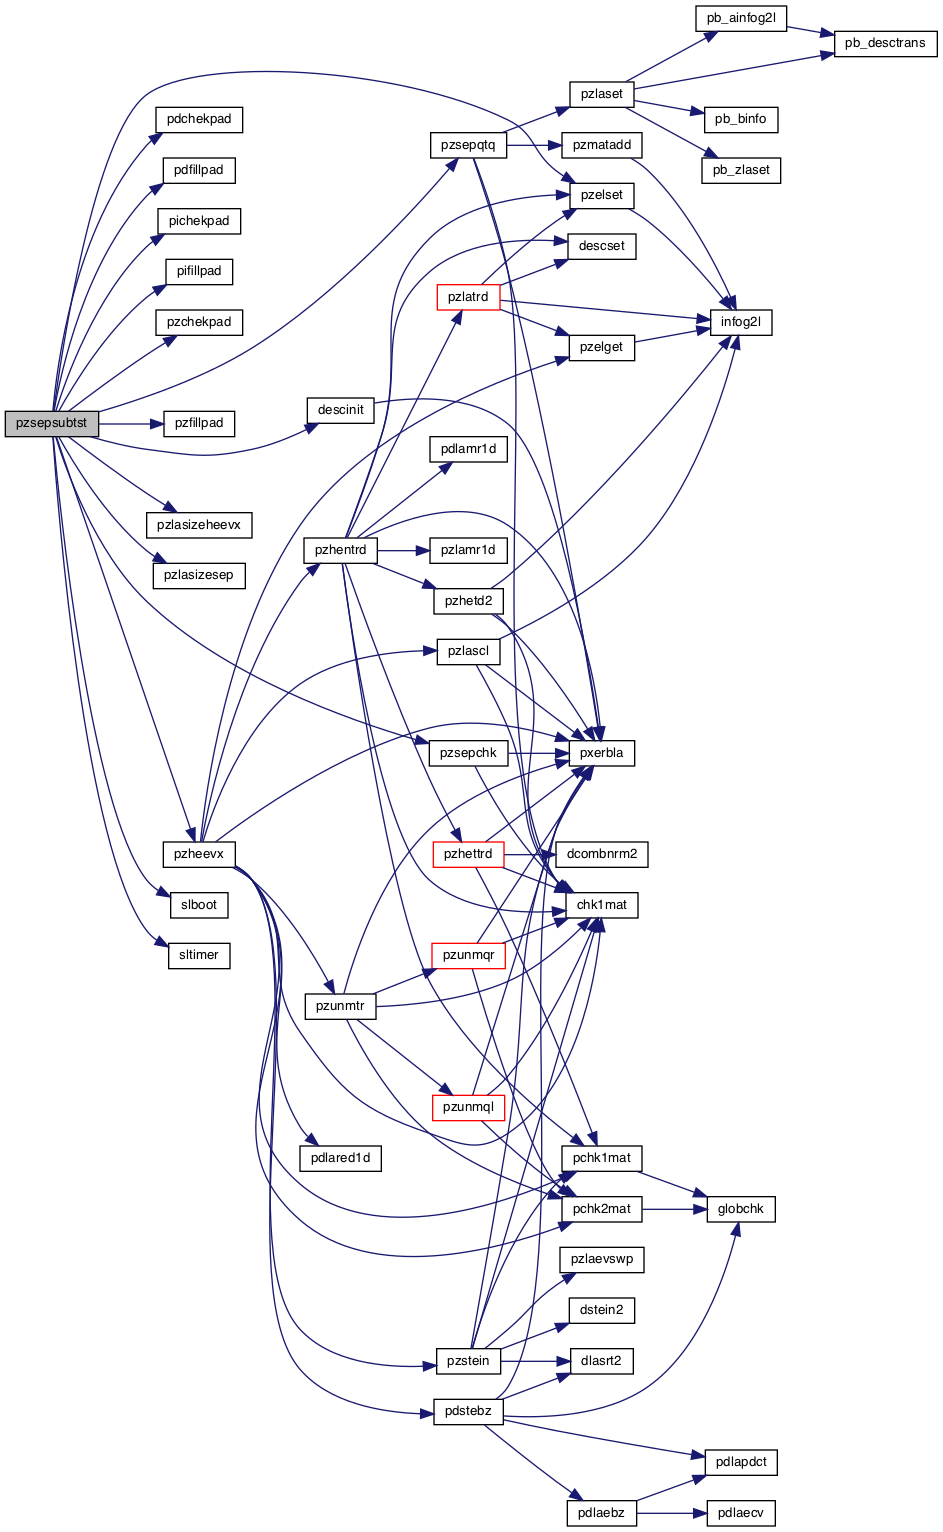 pb_ainfog2l
pb_desctrans
pzlaset
pdchekpad
pb_binfo
pzsepqtq
pzmatadd
pdfillpad
pb_zlaset
pzelset
pichekpad
descset
pifillpad
pzlatrd
pzchekpad
infog2l
pzelget
descinit
pzsepsubtst
pzfillpad
pdlamr1d
pzlasizeheevx
pzhentrd
pzlamr1d
pzlasizesep
pzhetd2
pzlascl
pzsepchk
pxerbla
pzheevx
pzhettrd
dcombnrm2
slboot
chk1mat
sltimer
pzunmqr
pzunmtr
pzunmql
pdlared1d
pchk1mat
pchk2mat
globchk
pzlaevswp
dstein2
pzstein
dlasrt2
pdstebz
pdlapdct
pdlaebz
pdlaecv